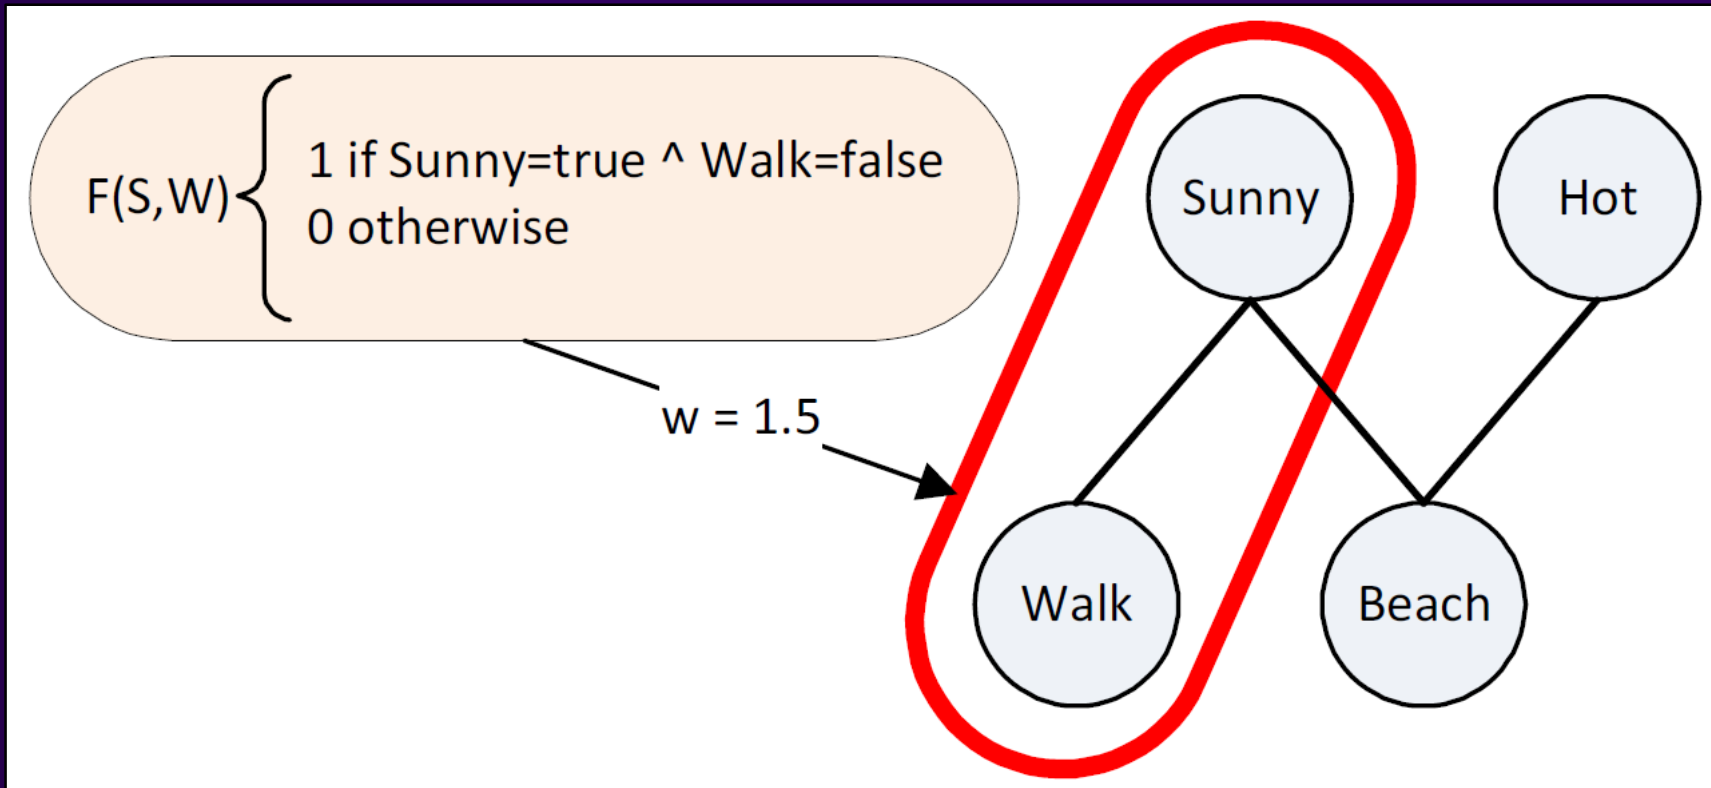 F(S,W)
1 if Sunny=true ^ Walk=false
0 otherwise
w = 1.5
Sunny
Hot
Walk
Beach